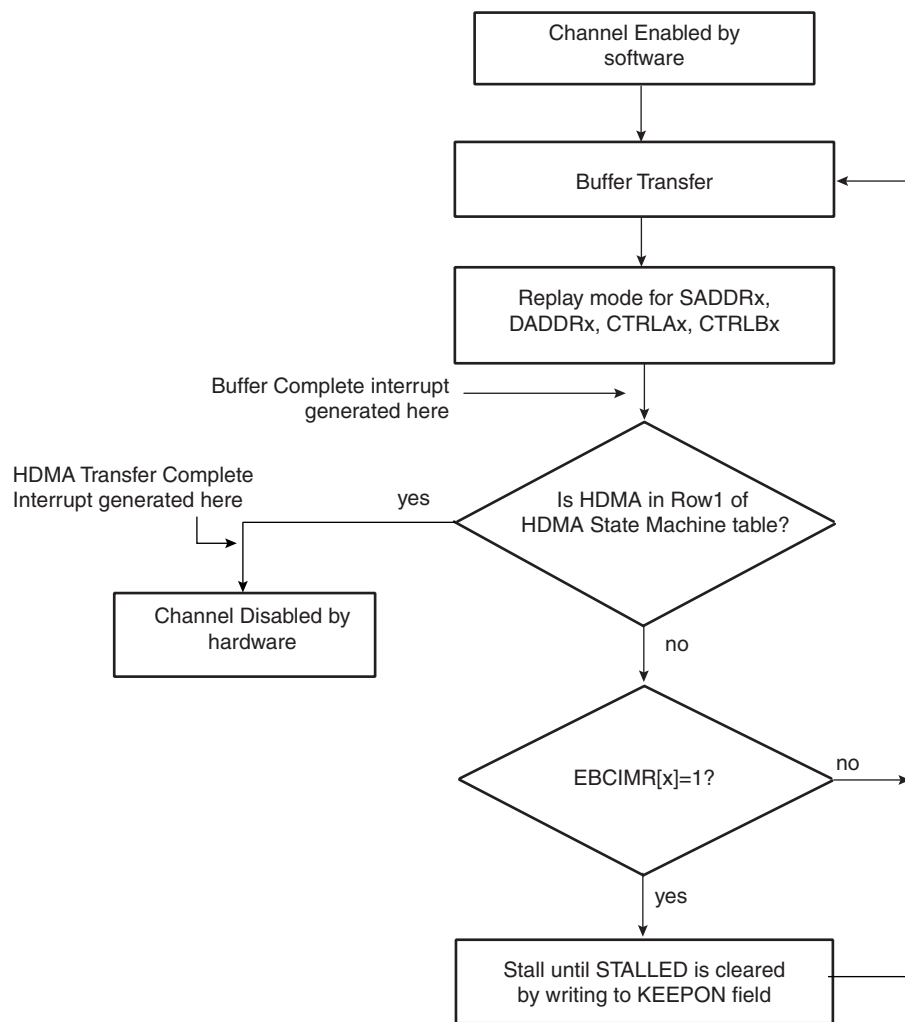 Channel Enabled by
software
Buffer Transfer
Replay mode for SADDRx,
DADDRx, CTRLAx, CTRLBx
Buffer Complete interrupt
generated here
HDMA Transfer Complete
Interrupt generated here
yes
Is HDMA in Row1 of
HDMA State Machine table?
Channel Disabled by
hardware
no
EBCIMR[x]=1?
no
yes
Stall until STALLED is cleared
by writing to KEEPON field